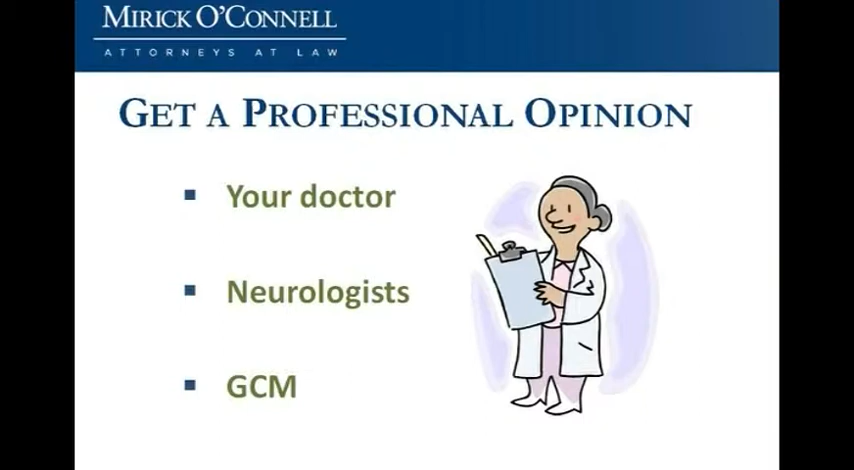 MIRICK O'CONNELL
ATTORNEYS AT LAW
GET A PROFESSIONAL OPINION
▪ Your doctor
▪ Neurologists
▪ GCM